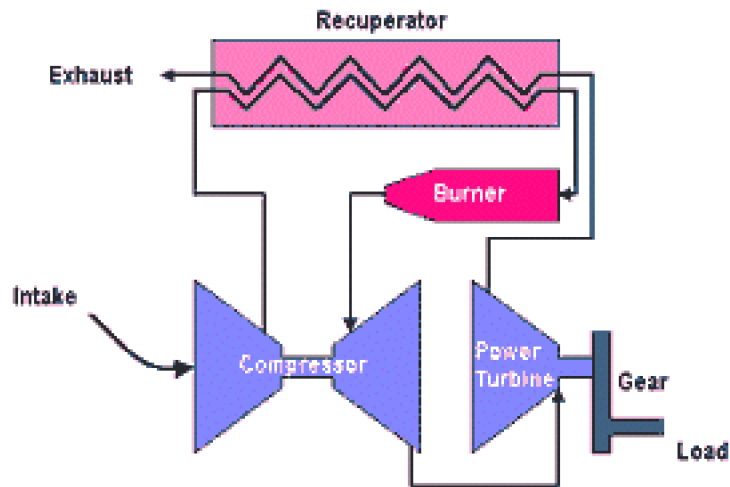 Recuperator
Exhaust
Burner
Intake
Compressor
Power
Turbine
Gear
Load